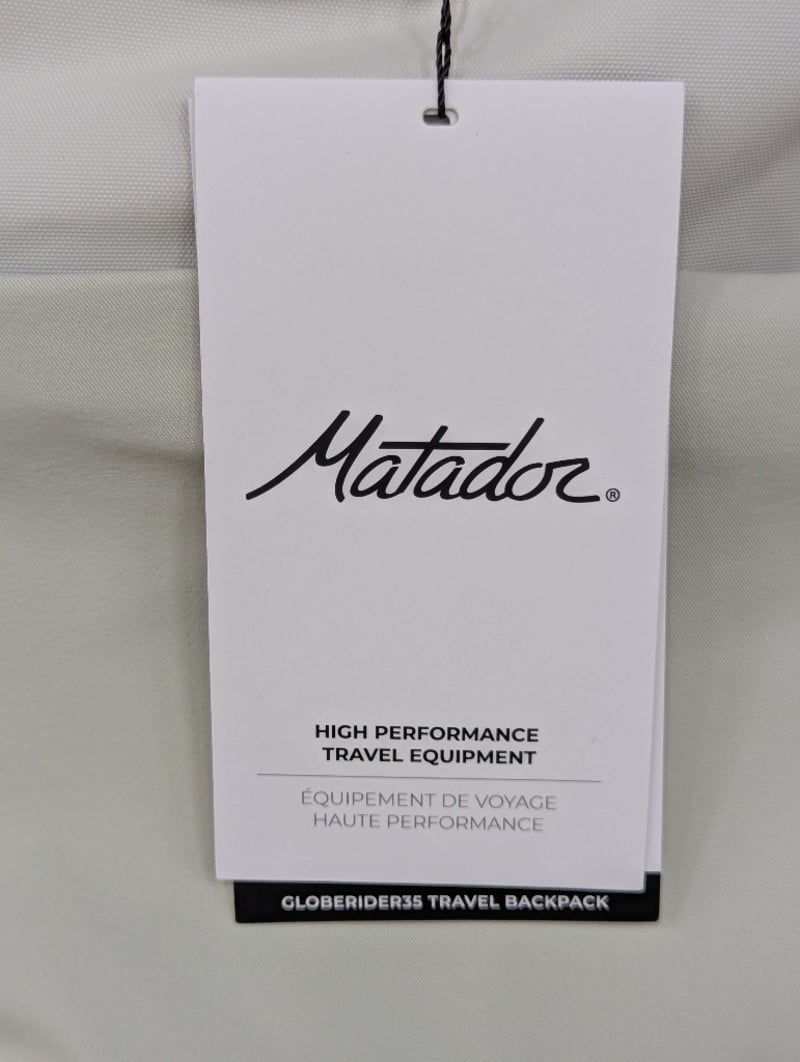 Matador®
HIGH PERFORMANCE
TRAVEL EQUIPMENT
ÉQUIPEMENT DE VOYAGE
HAUTE PERFORMANCE
GLOBERIDER35 TRAVEL BACKPACK